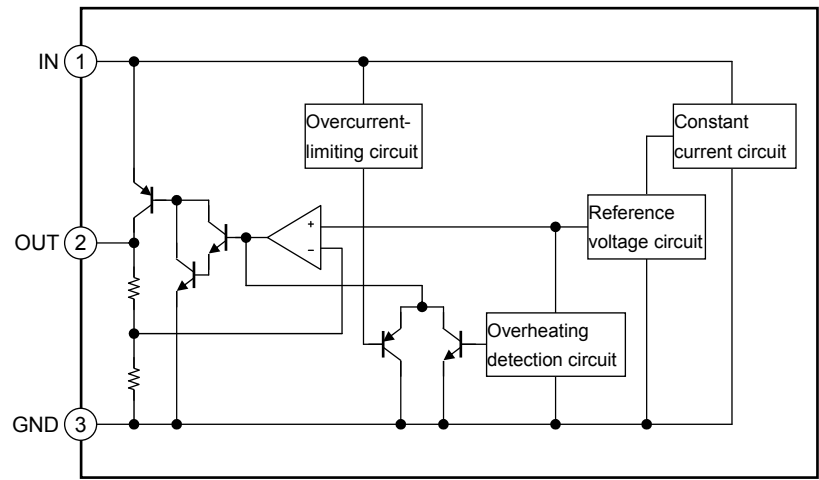 IN 1
Overcurrent-
limiting circuit
Constant
current circuit
Reference
voltage circuit
OUT 2
+
−
Overheating
detection circuit
GND 3